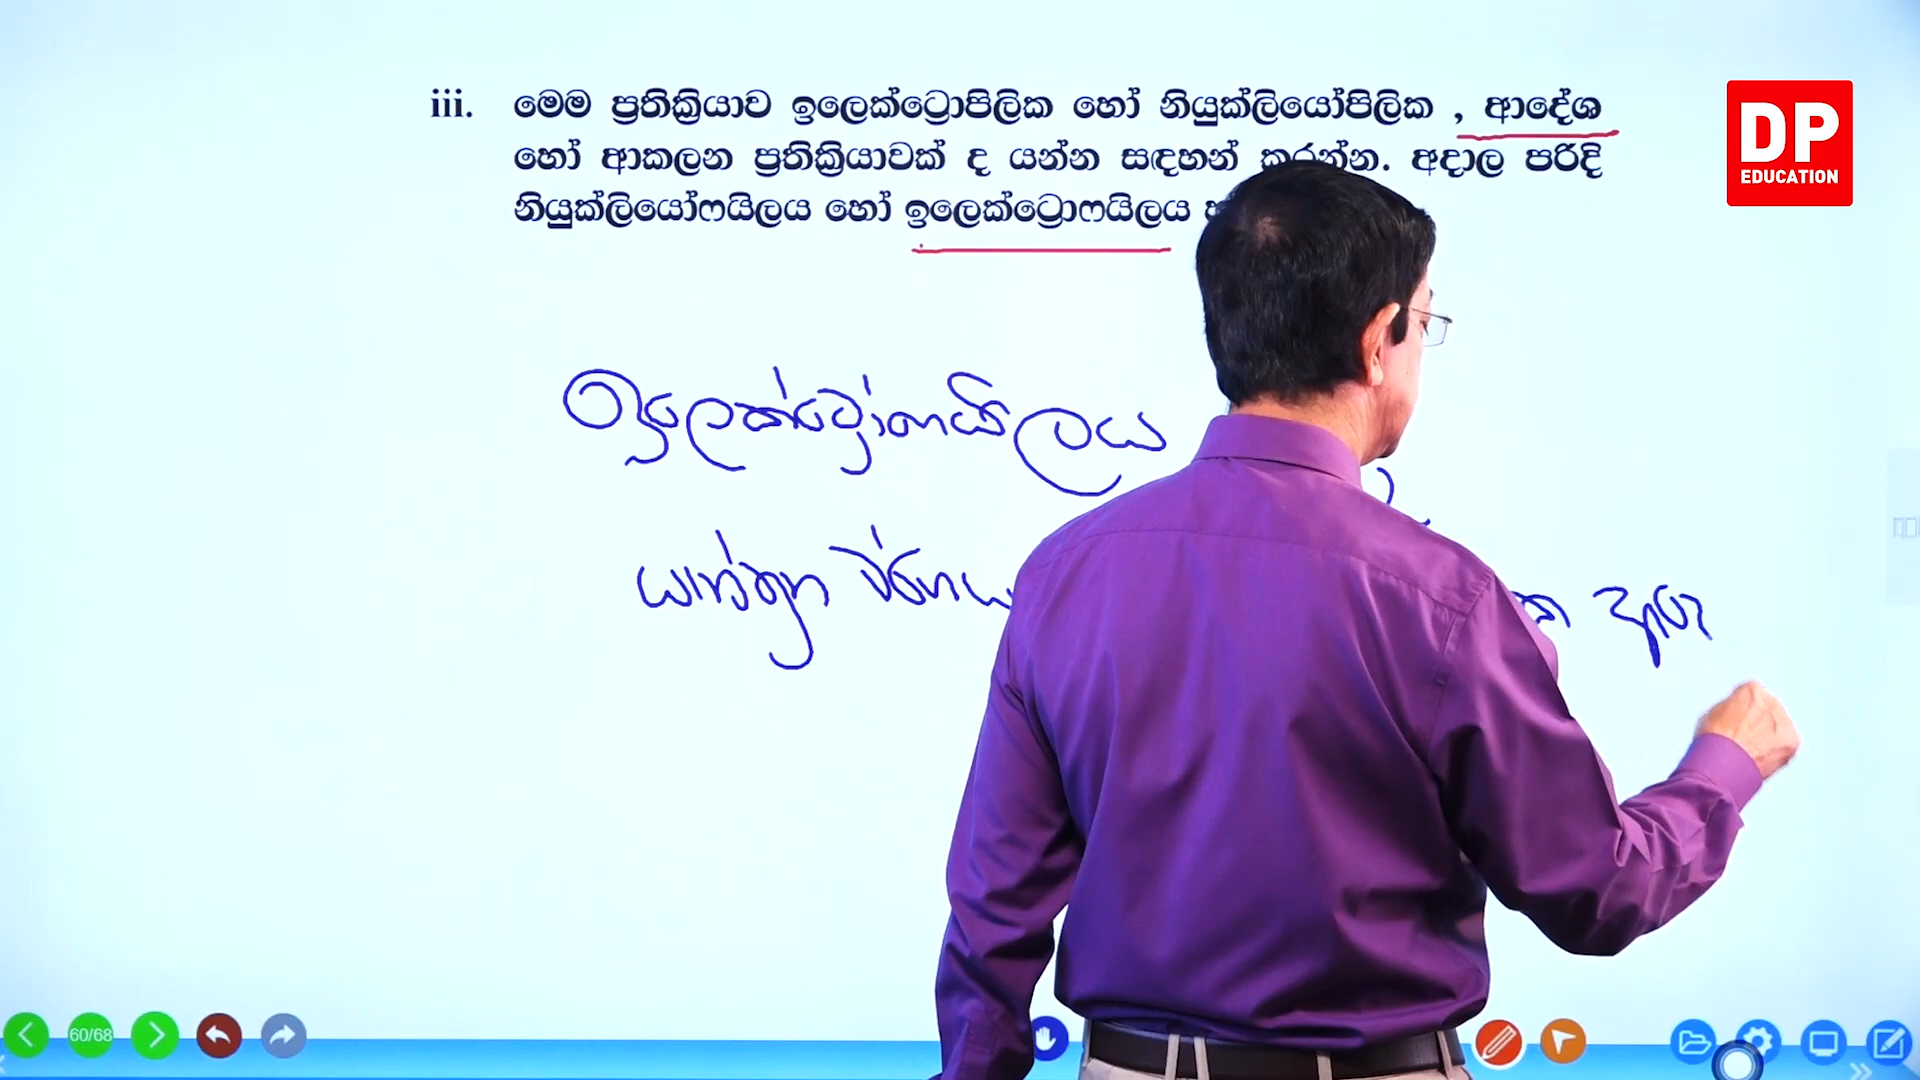 iii. මෙම ප්‍රතික්‍රියාව ඉලෙක්ට්‍රොපිලික හෝ නියුක්ලියෝපිලික , ආදේශ
හෝ ආකලන ප්‍රතික්‍රියාවක් ද යන්න සඳහන් කරන්න. අදාල පරිදි
නියුක්ලියෝෆයිලය හෝ ඉලෙක්ට්‍රොෆයිලය
DP
EDUCATION
ඉලෙක්ට්‍රෝෆයිලය
60/68